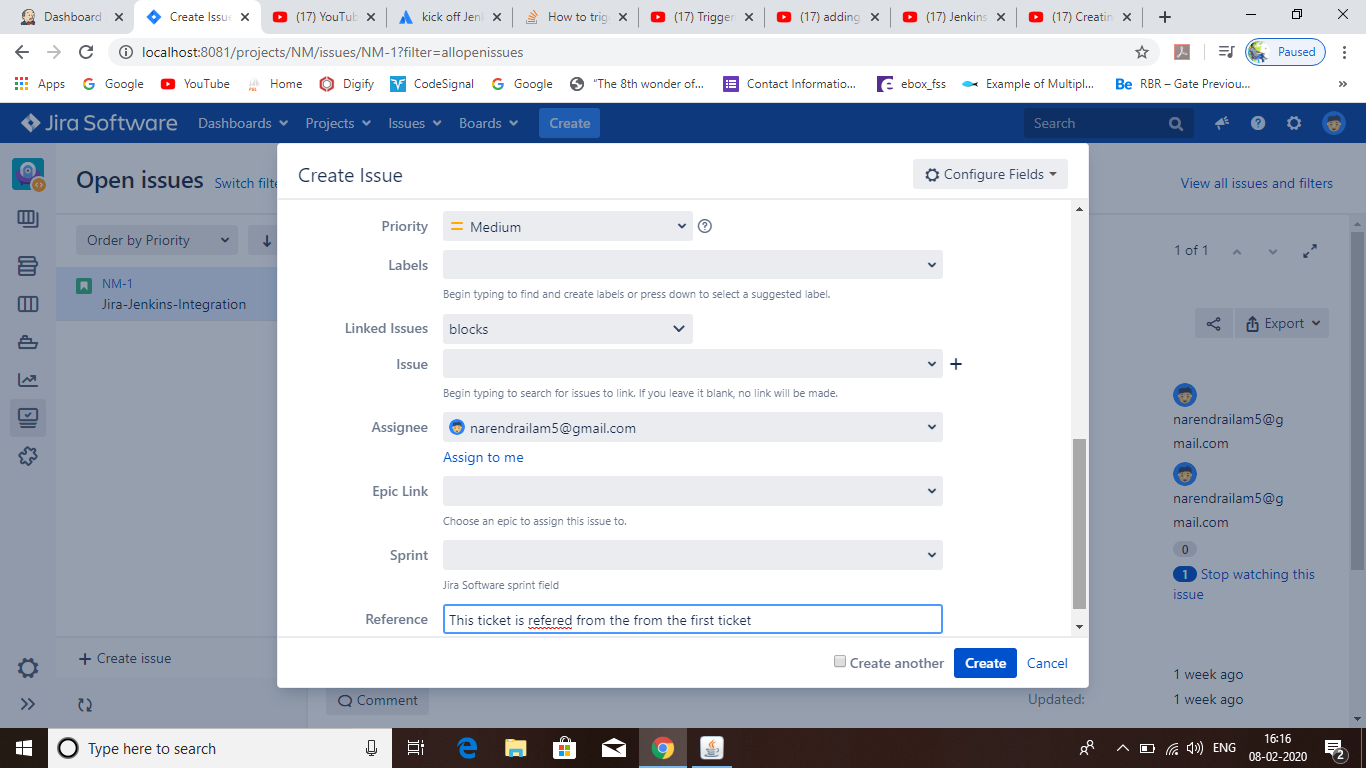 Dashboard
Create Issue
(17) YouTub
kick off Jenk
How to trig
(17) Trigger
(17) adding
(17) Jenkins
(17) Creatin
localhost:8081/projects/NM/issues/NM-1?filter=allopenissues
Paused
Apps
Google
YouTube
Home
Digify
CodeSignal
Google
"The 8th wonder of...
Contact Informatio...
ebox_fss
Example of Multipl...
Be RBR – Gate Previou...
»
Jira Software
Dashboards
Projects
Issues
Boards
Create
Search
Open issues
Switch filte
View all issues and filters
Order by Priority
NM-1
Jira-Jenkins-Integration
+ Create issue
Create Issue
Configure Fields
Priority
Medium
Labels
Begin typing to find and create labels or press down to select a suggested label.
Linked Issues
blocks
Issue
Begin typing to search for issues to link. If you leave it blank, no link will be made.
Assignee
narendrailam5@gmail.com
Assign to me
Epic Link
Choose an epic to assign this issue to.
Sprint
Jira Software sprint field
Reference
This ticket is refered from the from the first ticket
Create another
Create
Cancel
1 of 1
Export
narendrailam5@g
mail.com
narendrailam5@g
mail.com
0
1 Stop watching this
issue
1 week ago
Updated:
1 week ago
Comment
Type here to search
ENG
16:16
08-02-2020
2